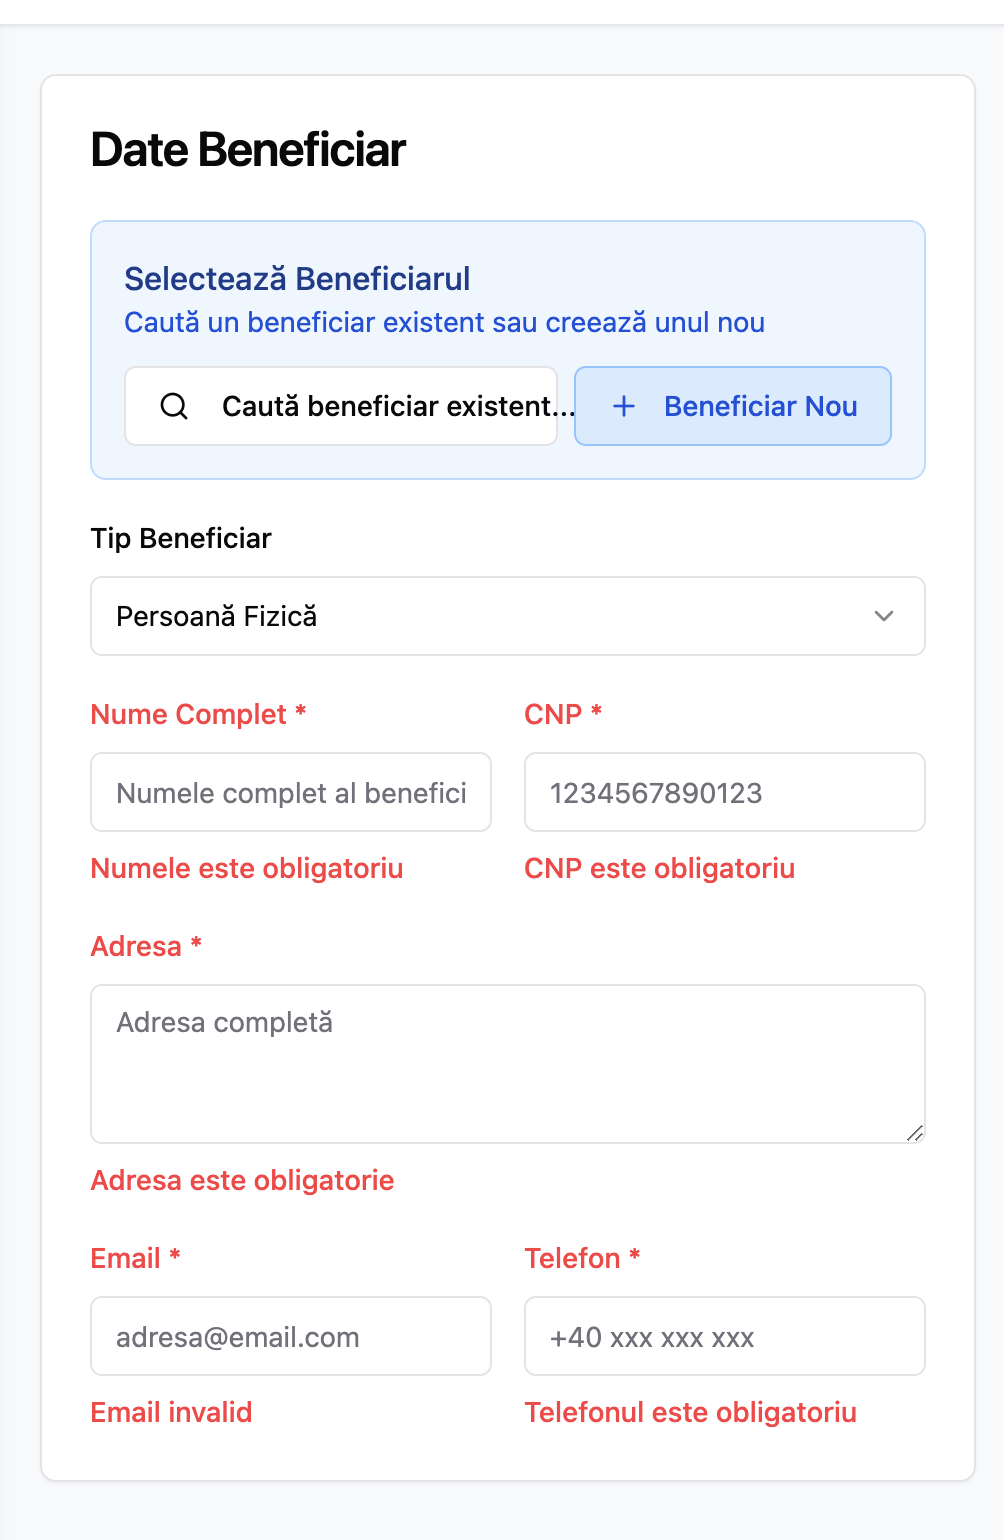 Date Beneficiar
Selectează Beneficiarul
Caută un beneficiar existent sau creează unul nou
Caută beneficiar existent...
+ Beneficiar Nou
Tip Beneficiar
Persoană Fizică
Nume Complet * CNP *
Numele complet al benefici 1234567890123
Numele este obligatoriu CNP este obligatoriu
Adresa *
Adresa completă
Adresa este obligatorie
Email * Telefon *
adresa@email.com +40 xxx xxx xxx
Email invalid Telefonul este obligatoriu